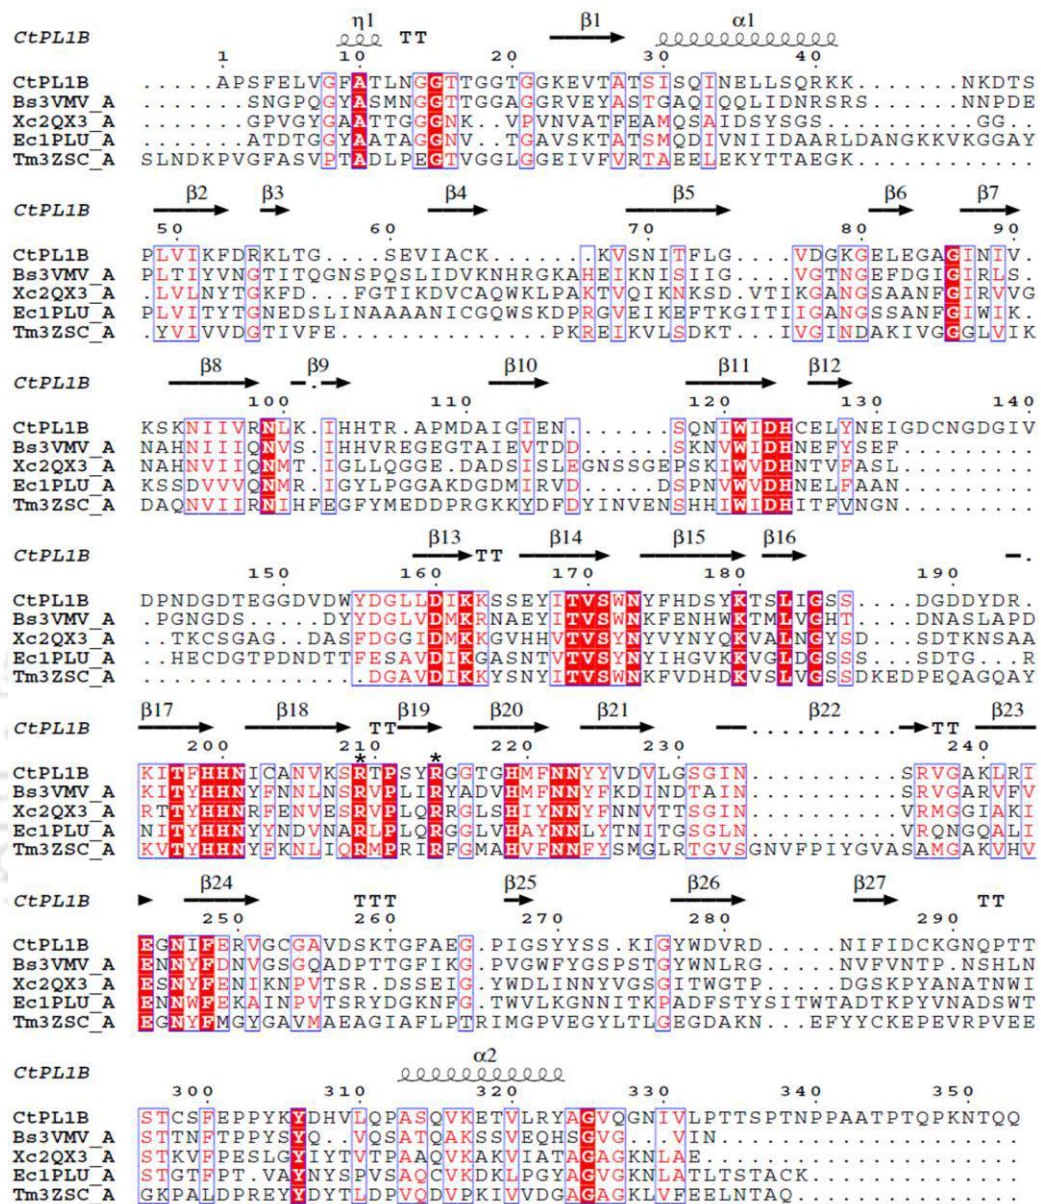 η1 β1 α1
CtPL1B TT
1 10 20 30 40
CtPL1B .....APSFELVGFATLNGGTTGGTGGKEVTATSISQINELLSQRKK.......NKDTS
Bs3VMV_A .......SNGPQGYASMNGGTTGGAGGRVEYASTGAQIQQLIDNRSRS......NNPDE
Xc2QX3_A .......GPVGYGAATTGGGNK..VPVNVATFEAMQSAIDSYSGS.......GG..
Ec1PLU_A ......ATDTGGYAATAGGNV..TGAVSKTATSMQDIVNIIDAARLDANGKKVKGGAY
Tm3ZSC_A SLNDKPVGFASVPTADLPEGTVGGLGGEIVFVRTAEELEKYTTAEGK............
β2 β3 β4 β5 β6 β7
CtPL1B
50 60 70 80 90
CtPL1B PLVIKFDRKLTG....SEVIACK.......KVSNITFLG....VDGKGELEGAGINIV
Bs3VMV_A PLTIYVNGTITQGNSPQSLIDVKNHRGKAHEIKNISIIG....VGTNGEFDGIGIRLS.
Xc2QX3_A .LVLNYTGKFD...FGTIKDVCAQWKLPAKTVQIKNKSD.VTIKGANGSAANFGIRVVG
Ec1PLU_A PLVITYTGNEDSLINAAAANICGQWSKDPRGVEIKEFTKGITIIGANGSSANFGIWIK.
Tm3ZSC_A .YVIVVDGTIVFE...........PKREIKVLSDKT....IVGINDAKIVGGGLVIK
β8 β9 β10 β11 β12
CtPL1B
100 110 120 130 140
CtPL1B KSKNIIVRNLK.IHHTR.APMDAIGIEN.......SQNIWIDHCELYNEIGDCNGDGIV
Bs3VMV_A NAHNIIIQNVS.IHHVREGEGTAIEVTDD......SKNVWIDHNEFYSEF.........
Xc2QX3_A NAHNVIIQNMT.IGLLQGGE.DADSISLEGNSSGEPSKIWVDHNTVFASL.........
Ec1PLU_A KSSDVVVQNMR.IGYLPGGAKDGDMIRVD......DSPNVWVDHNELFAAN........
Tm3ZSC_A DAQNVIIRNIHFEGFYMEDDPRGKKYDFDYINVENSHHIWIDHITFVNGN.........
β13 β14 β15 β16
CtPL1B TT
150 160 170 180 190
CtPL1B DPNDGDTEGGDVDWYDGLLDIKKSSEYITVSWNYFHDSYKTSLIGSS....DGDDYDR.
Bs3VMV_A .PGNGDS.....DYYDGLVDIKRNAEYITVSWNKFENHWKTMLVGHT....DNASLAPD
Xc2QX3_A ..TKCSGAG..DASFDGGIDMKKGVHHVTVSYNYVYNYQKVALNGYSD...SDTKNSAA
Ec1PLU_A ..HECDGTPDNDTTFESAVDIKGASNTVTVSYNYIHGVKKVGLDGSSS...SDTG...R
Tm3ZSC_A ..............DGAVDIKKYSNYITVSWNKFVDHDKVSLVGSSDKEDPEQAGQAY
β17 β18 β19 β20 β21 β22 β23
CtPL1B TT TT
200 210 220 230 240
* *
CtPL1B KITFHHNICANVKSRTPSYRGGTGHMFNNYYVDVLGSGIN.........SRVGAKLRI
Bs3VMV_A KITYHHNYFNNLNSRVPLIRYADVHMFNNYFKDINDTAIN.........SRVGARVFV
Xc2QX3_A RTTYHHNRFENVESRVPLQRRGLSHIYNNYFNNVTTSGIN.........VRMGGIAKI
Ec1PLU_A NITYHHNYYNDVNARLPLQRGGLVHAYNNLYTNITGSGLN.........VRQNGQALI
Tm3ZSC_A KVTYHHNYFKNLIQRMPRIRFGMAHVFNNFYSMGLRTGVSGNVFPIYGVASAMGAKVHV
β24 β25 β26 β27
CtPL1B TTT TT
250 260 270 280 290
CtPL1B EGNIFERVGCGAVDSKTGFAEG.PIGSYYSS.KIGYWDVRD.....NIFIDCKGNQPTT
Bs3VMV_A ENNYFDNVGSGQADPTTGFIKG.PVGWFYGSPSTGYWNLRG.....NVFVNTP.NSHLN
Xc2QX3_A ESNYFENIKNPVTSR.DSSEIG.YWDLINNYVGSGITWGTP.....DGSKPYANATNWI
Ec1PLU_A ENNWFEKAINPVTSRYDGKNFG.TWVLKGNNITKPADFSTYSITWTADTKPYVNADSWT
Tm3ZSC_A EGNYFMGYGAVMAEAGIAFLPTRIMGPVEGYLTLGEGDAKN...EFYYCKEPEVRPVEE
α2
CtPL1B
300 310 320 330 340 350
CtPL1B STCSFEPPYKYDHVLQPASQVKETVLRYAGVQGNIVLPTTSPTNPPAATPTQPKNTQQ
Bs3VMV_A STTNFTPPYSYQ..VQSATQAKSSVEQHSGVG..VIN.....................
Xc2QX3_A STKVFPESLGYIYTVTPAAQVKAKVIATAGAGKNLAE.....................
Ec1PLU_A STGTFPT.VAYNYSPVSAQCVKDKLPGYAGVGKNLATLTSTACK..............
Tm3ZSC_A GKPALDPREYYDYTLDPVQDVPKIVVDGAGAGKLVFEELNTAQ...............